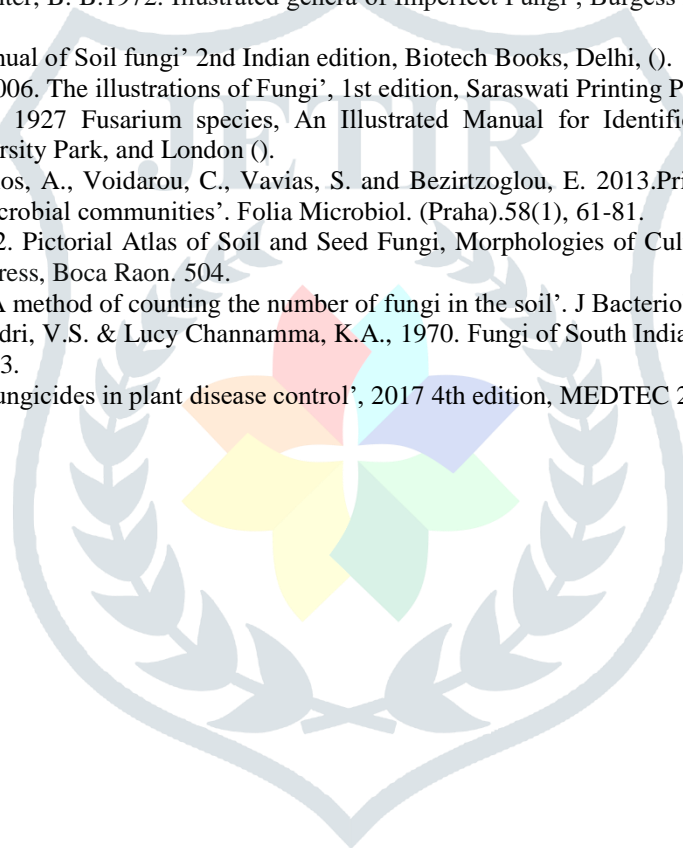 ter, B. B.1972. Illustrated genera of Imperfect Fungi', Burgess
nual of Soil fungi' 2nd Indian edition, Biotech Books, Delhi, ().
006. The illustrations of Fungi', 1st edition, Saraswati Printing P
1927 Fusarium species, An Illustrated Manual for Identific
rsity Park, and London ().
os, A., Voidarou, C., Vavias, S. and Bezirtzoglou, E. 2013.Pri
crobial communities'. Folia Microbiol. (Praha).58(1), 61-81.
2. Pictorial Atlas of Soil and Seed Fungi, Morphologies of Cul
ress, Boca Raon. 504.
A method of counting the number of fungi in the soil'. J Bacterio
dri, V.S. & Lucy Channamma, K.A., 1970. Fungi of South India
3.
ungicides in plant disease control', 2017 4th edition, MEDTEC 2
JETIR